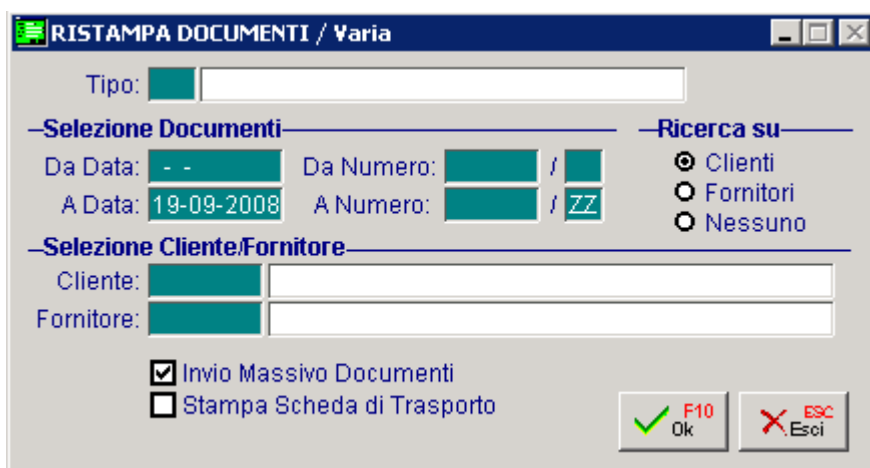 RISTAMPA DOCUMENTI / Varia
Tipo:
Selezione Documenti
Ricerca su
Da Data: - - Da Numero: /
Clienti
A Data: 19-09-2008 A Numero: / ZZ
Fornitori
Nessuno
Selezione Cliente/Fornitore
Cliente:
Fornitore:
Invio Massivo Documenti
Stampa Scheda di Trasporto
F10
Ok
ESC
Esci